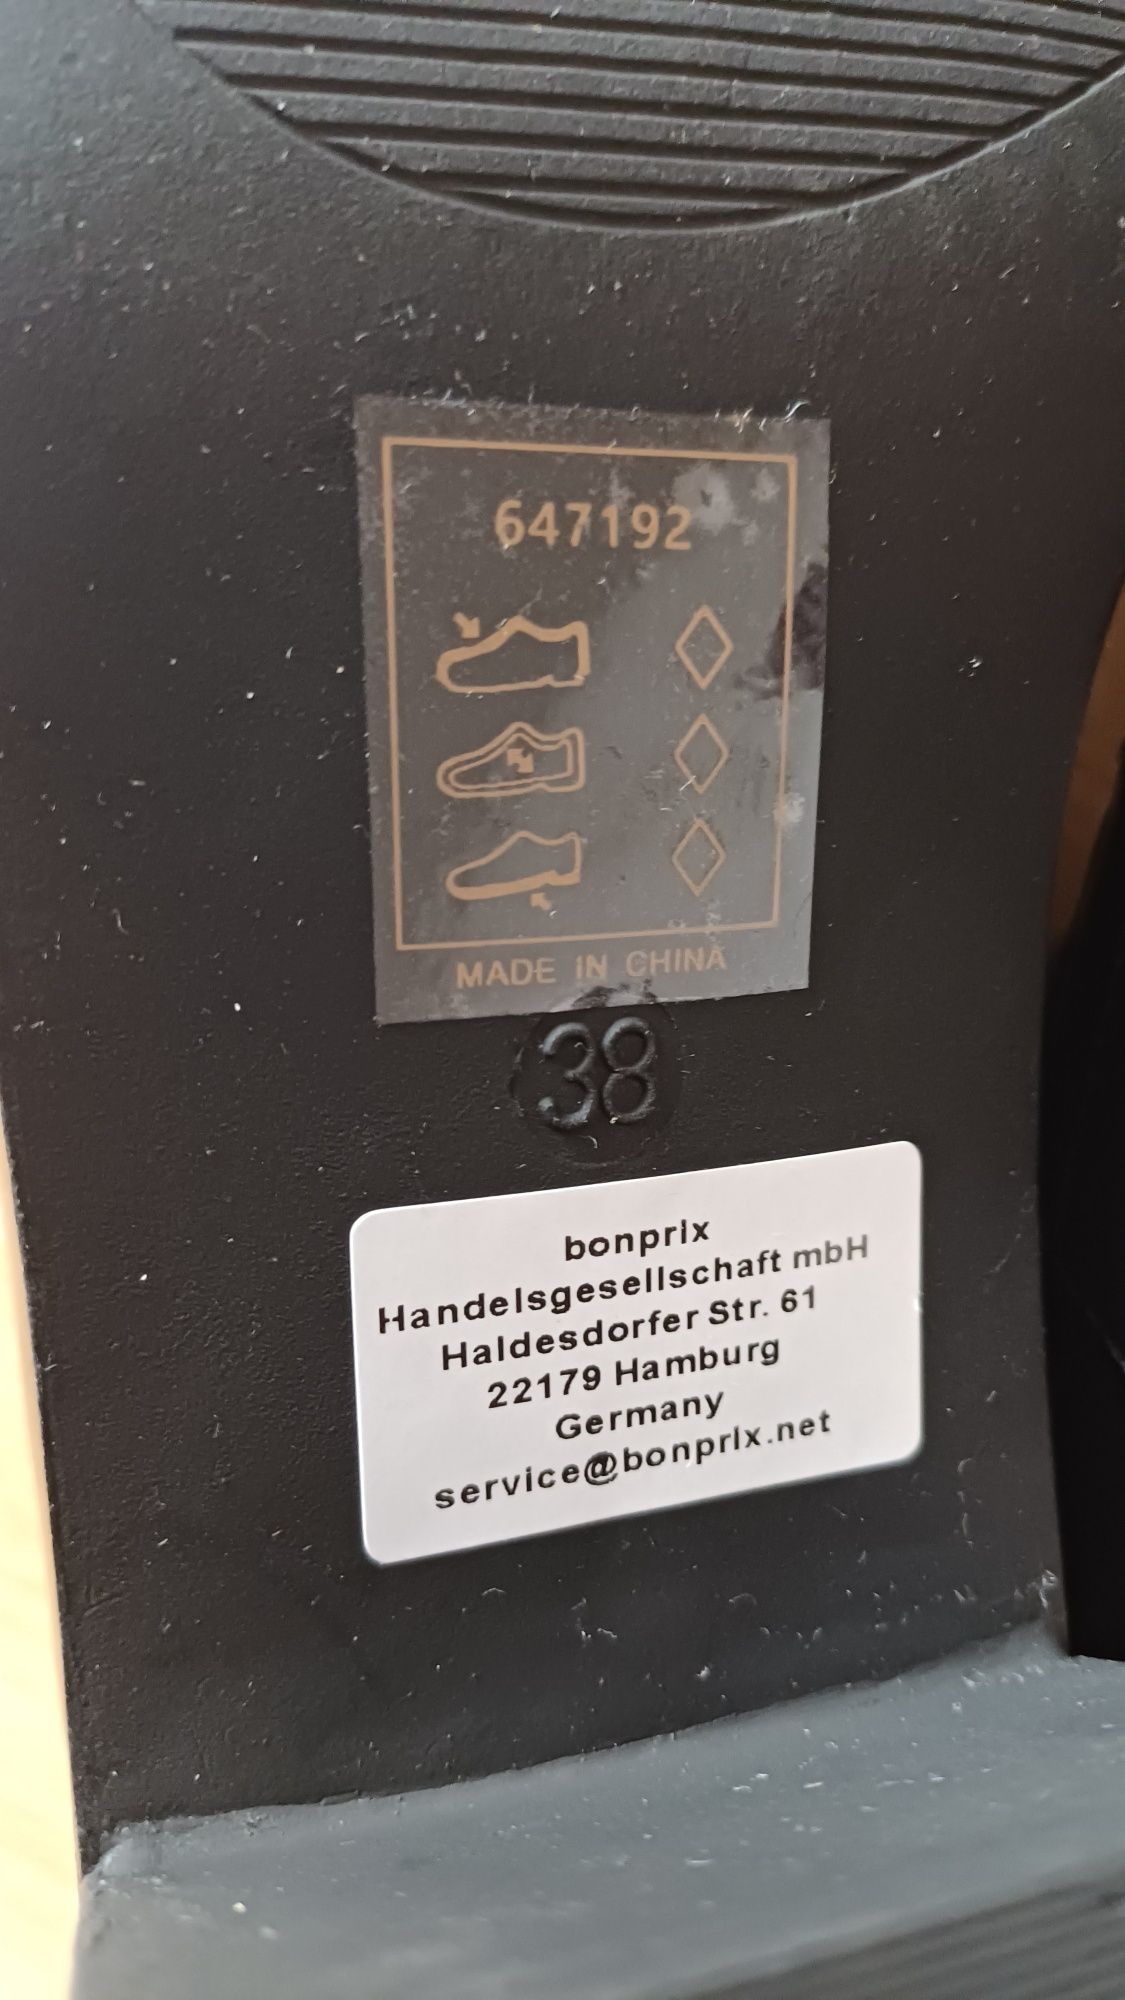 647192
MADE IN CHINA
38
bonprix
Handelsgesellschaft mbH
Haldesdorfer Str. 61
22179 Hamburg
Germany
service@bonprix.net